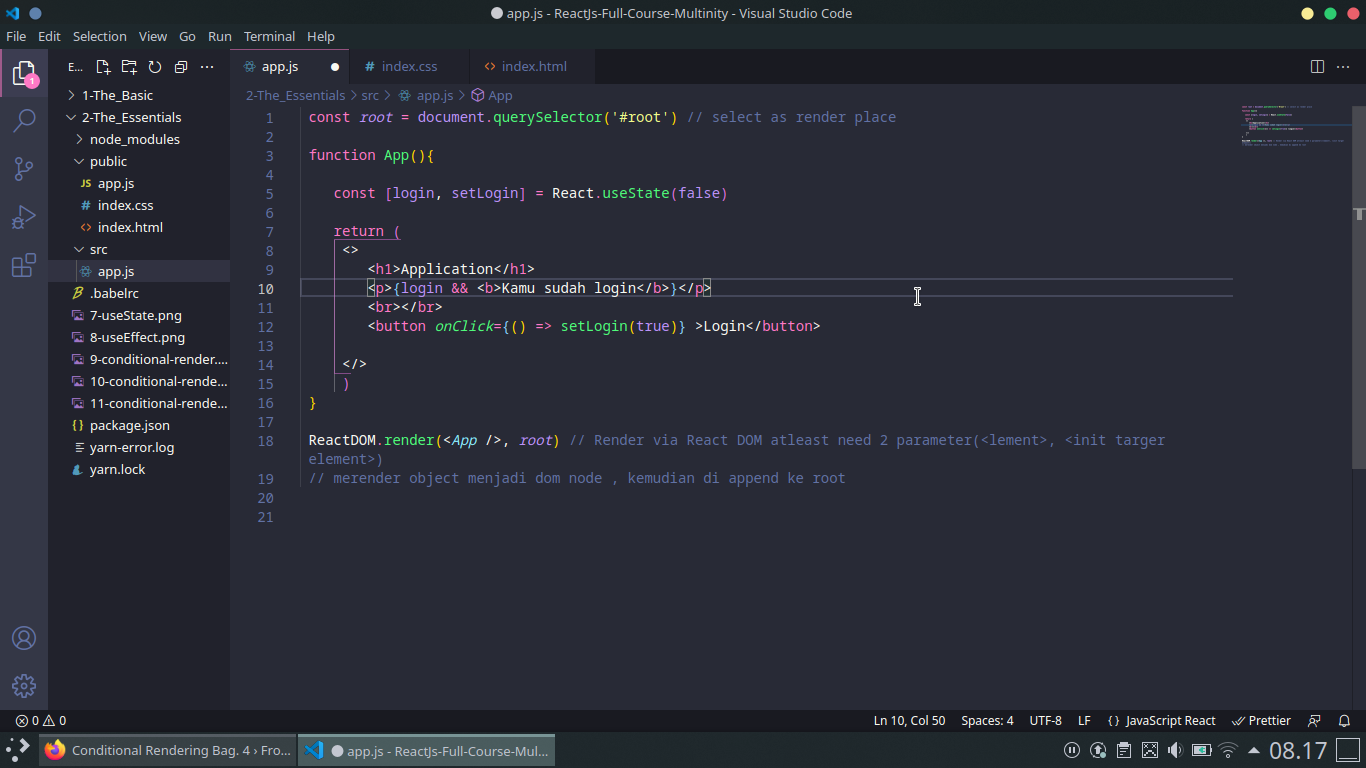 app.js - ReactJs-Full-Course-Multinity - Visual Studio Code
File Edit Selection View Go Run Terminal Help
E...
app.js
index.css
index.html
1
1-The_Basic
2-The_Essentials
node_modules
public
app.js
index.css
index.html
src
app.js
.babelrc
7-useState.png
8-useEffect.png
9-conditional-render....
10-conditional-rende...
11-conditional-rende...
package.json
yarn-error.log
yarn.lock
2-The_Essentials > src > app.js > App
1 const root = document.querySelector('#root') // select as render place
2
3 function App(){
4
5 const [login, setLogin] = React.useState(false)
6
7 return (
8 <>
9 <h1>Application</h1>
10 <p>{login && <b>Kamu sudah login</b>}</p>
11 <br></br>
12 <button onClick={() => setLogin(true)} >Login</button>
13
14 </>
15 )
16 }
17
18 ReactDOM.render(<App />, root) // Render via React DOM atleast need 2 parameter(<lement>, <init targer
element>)
19 // merender object menjadi dom node , kemudian di append ke root
20
21
0 0
Ln 10, Col 50 Spaces: 4 UTF-8 LF { } JavaScript React Prettier
Conditional Rendering Bag. 4 › Fro...
app.js - ReactJs-Full-Course-Mul...
08.17